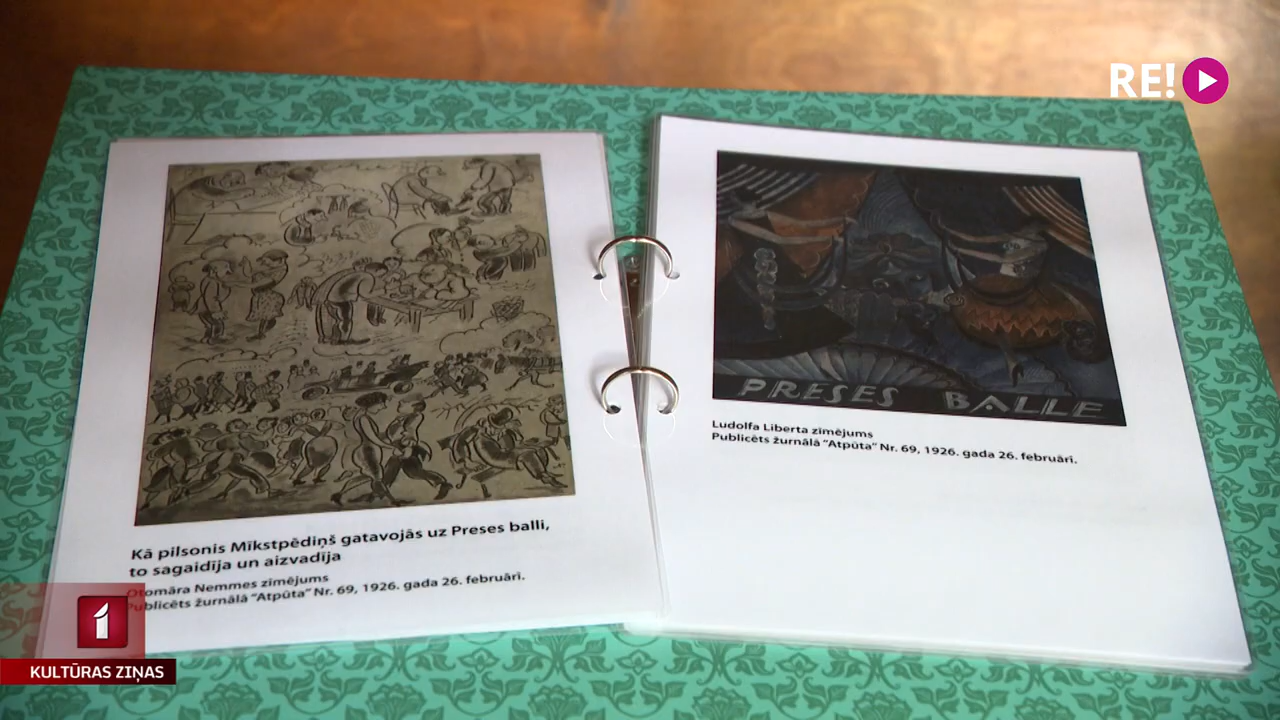 RE!
Kā pilsonis Mīkstpēdiņš gatavojās uz Preses balli,
to sagaidīja un aizvadīja
Otomāra Nemmes zīmējums
Publicēts žurnālā “Atpūta” Nr. 69, 1926. gada 26. februārī.
PRESES BALLE
Ludolfa Liberta zīmējums
Publicēts žurnālā “Atpūta” Nr. 69, 1926. gada 26. februārī.
1
KULTŪRAS ZIŅAS